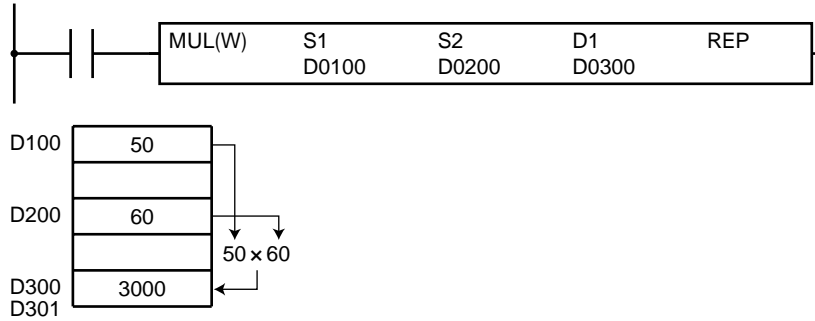 MUL(W) S1 S2 D1 REP
D0100 D0200 D0300
D100 50
D200 60
50 × 60
D300 3000
D301